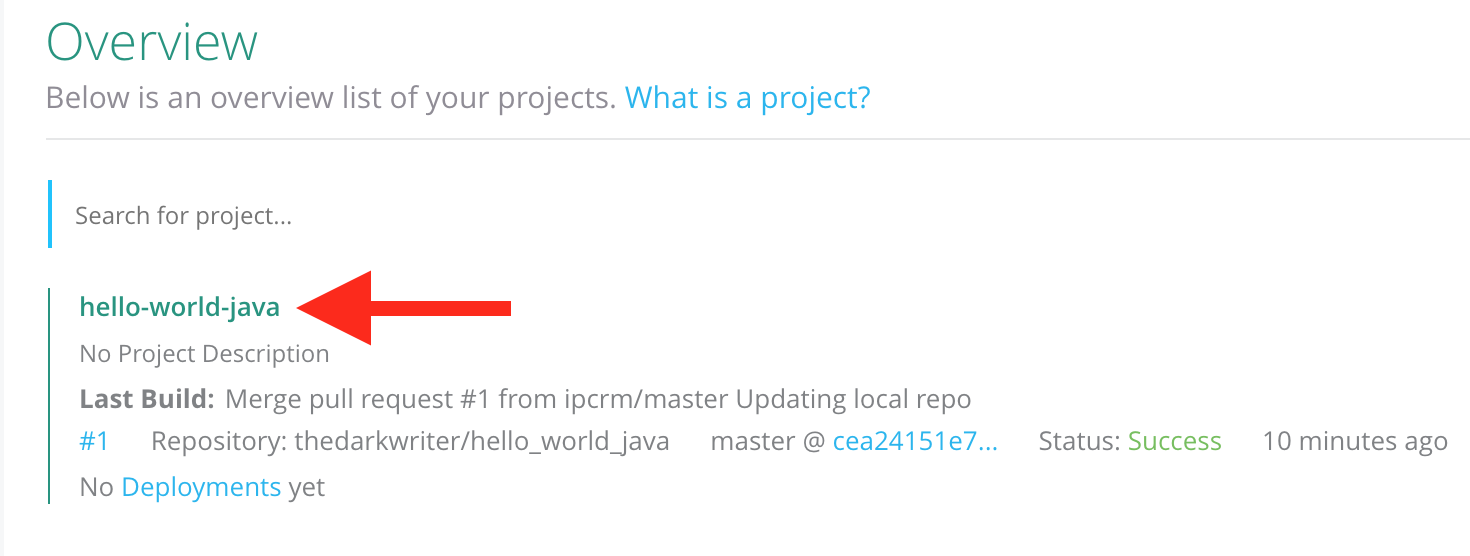 Overview
Below is an overview list of your projects. What is a project?
Search for project...
hello-world-java
No Project Description
Last Build: Merge pull request #1 from ipcrm/master Updating local repo
#1 Repository: thedarkwriter/hello_world_java master @ cea24151e7... Status: Success 10 minutes ago
No Deployments yet